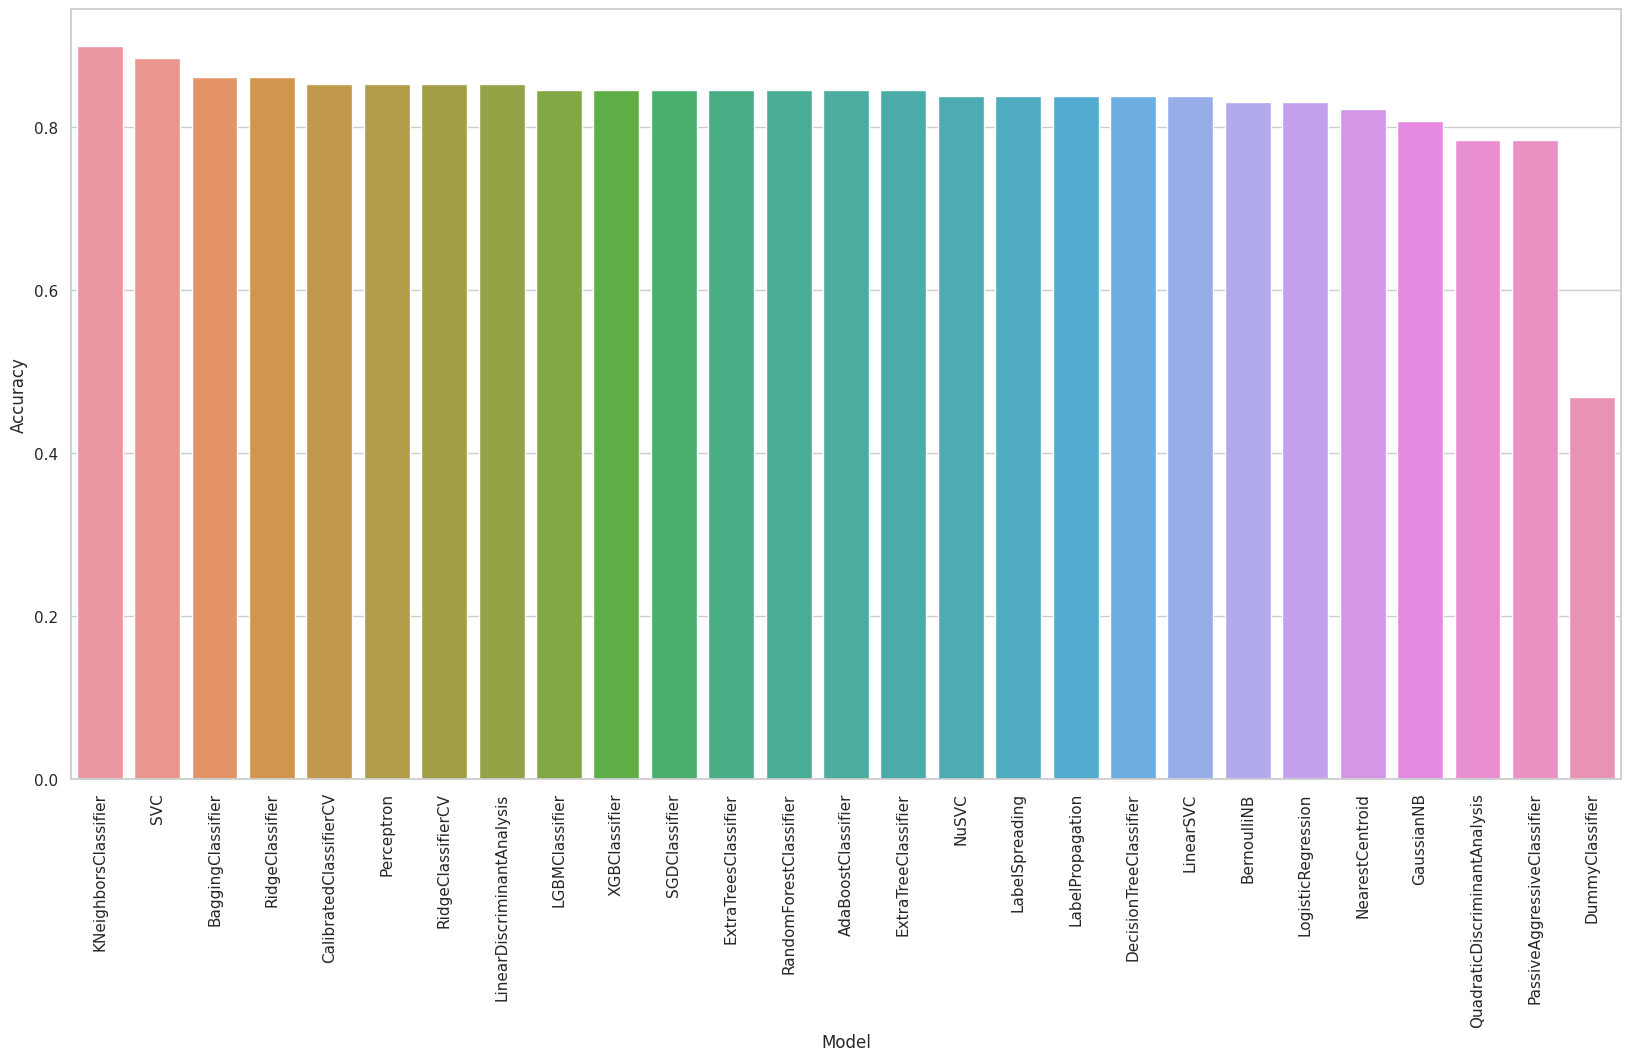 0.8
0.6
0.4
0.2
0.0
Accuracy
KNeighborsClassifier
SVC
BaggingClassifier
RidgeClassifier
CalibratedClassifierCV
Perceptron
RidgeClassifierCV
LinearDiscriminantAnalysis
LGBMClassifier
XGBClassifier
SGDClassifier
ExtraTreesClassifier
RandomForestClassifier
AdaBoostClassifier
ExtraTreeClassifier
NuSVC
LabelSpreading
LabelPropagation
DecisionTreeClassifier
LinearSVC
BernoulliNB
LogisticRegression
NearestCentroid
GaussianNB
QuadraticDiscriminantAnalysis
PassiveAggressiveClassifier
DummyClassifier
Model